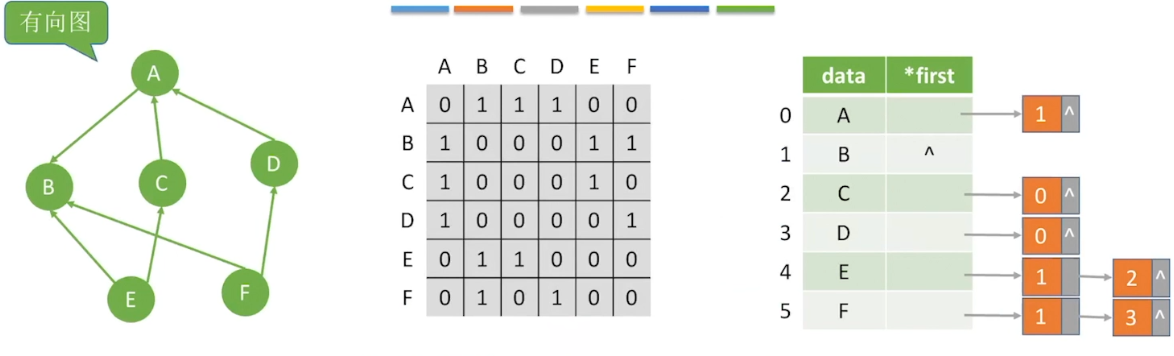 有向图
A
B
C
D
E
F
A B C D E F
A 0 1 1 1 0 0
B 1 0 0 0 1 1
C 1 0 0 0 1 0
D 1 0 0 0 0 1
E 0 1 1 0 0 0
F 0 1 0 1 0 0
data *first
0 A 1 ^
1 B ^
2 C 0 ^
3 D 0 ^
4 E 1 2 ^
5 F 1 3 ^